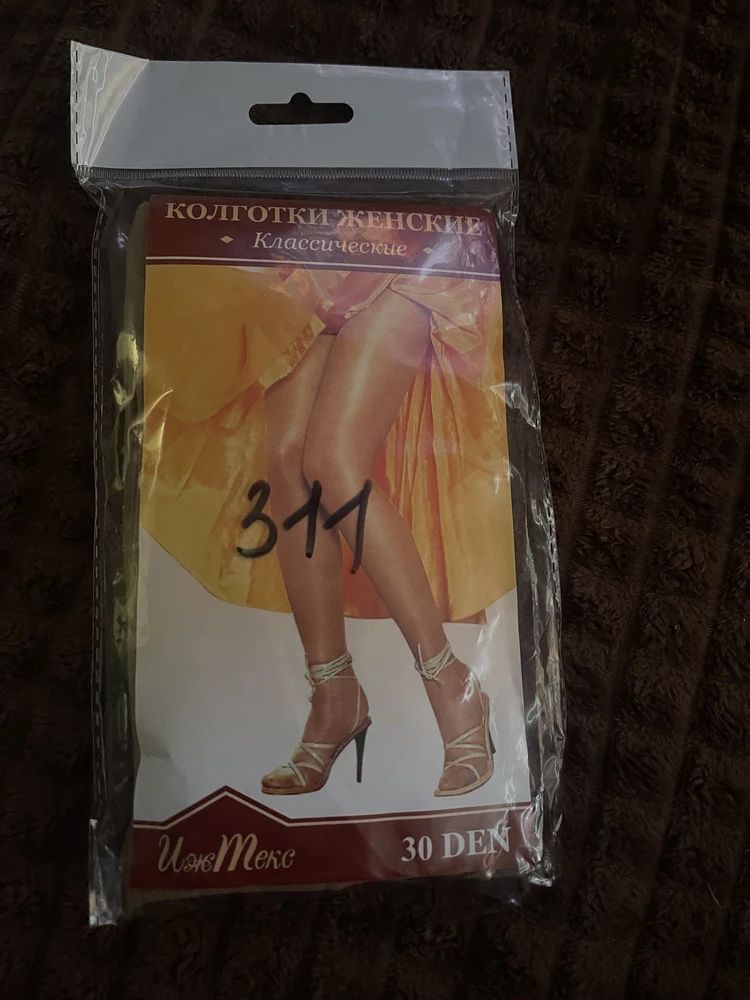 КОЛГОТКИ ЖЕНСКИЕ
Классические
311
ИжТекс
30 DEN